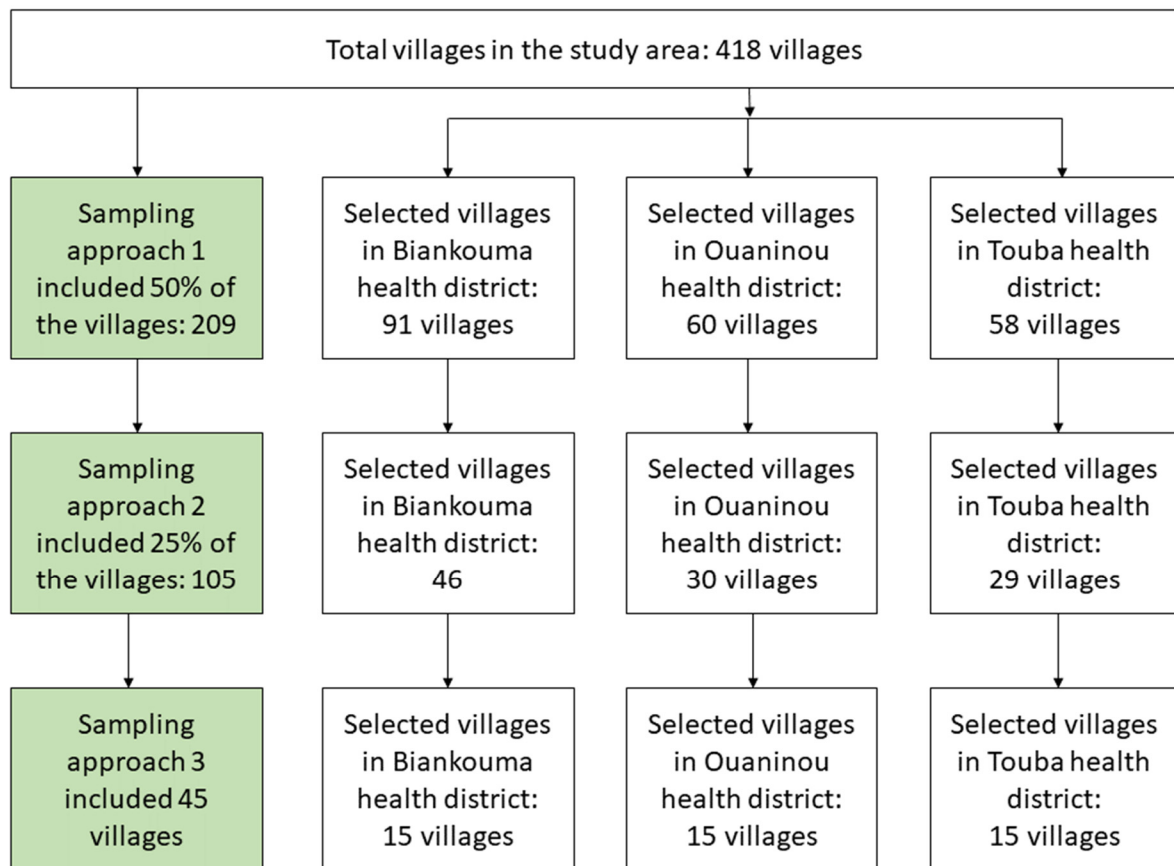 Total villages in the study area: 418 villages
Sampling
approach 1
included 50% of
the villages: 209
Selected villages
in Biankouma
health district:
91 villages
Selected villages
in Ouaninou
health district:
60 villages
Selected villages
in Touba health
district:
58 villages
Sampling
approach 2
included 25% of
the villages: 105
Selected villages
in Biankouma
health district:
46
Selected villages
in Ouaninou
health district:
30 villages
Selected villages
in Touba health
district:
29 villages
Sampling
approach 3
included 45
villages
Selected villages
in Biankouma
health district:
15 villages
Selected villages
in Ouaninou
health district:
15 villages
Selected villages
in Touba health
district:
15 villages